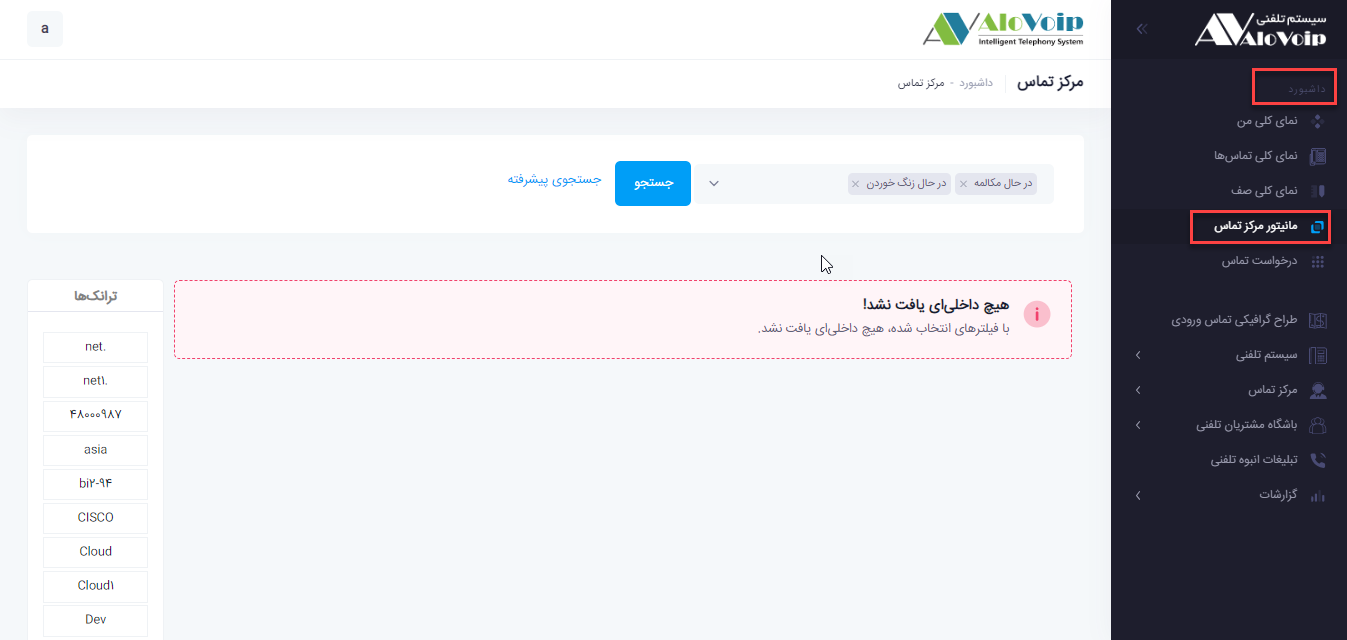 سیستم تلفنی
AloVoip
داشبورد
نمای کلی من
نمای کلی تماس‌ها
نمای کلی صف
مانیتور مرکز تماس
درخواست تماس
طراح گرافیکی تماس ورودی
سیستم تلفنی
مرکز تماس
باشگاه مشتریان تلفنی
تبلیغات انبوه تلفنی
گزارشات
AloVoip
Intelligent Telephony System
a
مرکز تماس
داشبورد - مرکز تماس
در حال مکالمه ×
در حال زنگ خوردن ×
جستجو
جستجوی پیشرفته
هیچ داخلی‌ای یافت نشد!
با فیلترهای انتخاب شده، هیچ داخلی‌ای یافت نشد.
ترانک‌ها
net.
net۱.
۴۸۰۰۰۹۸۷
asia
bi۲-۹۴
CISCO
Cloud
Cloud۱
Dev